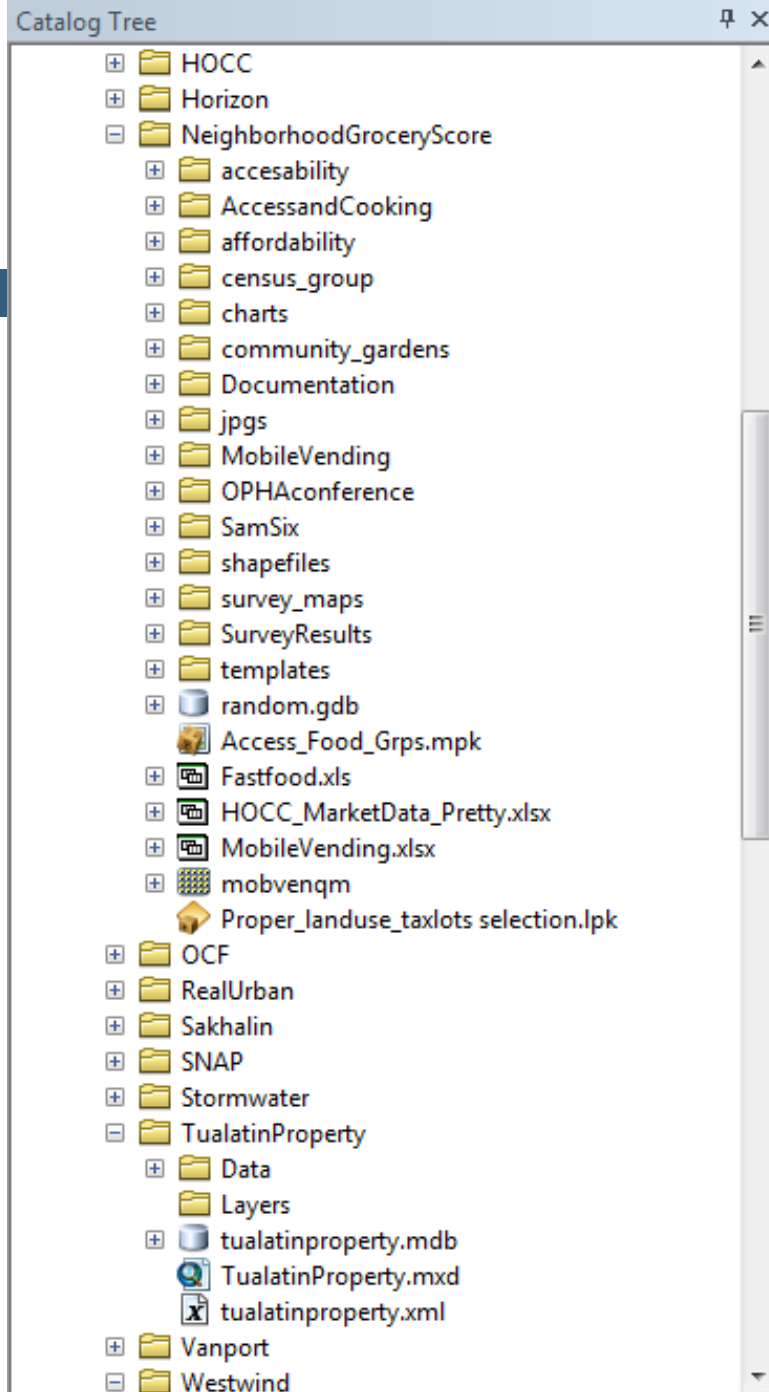 Catalog Tree
HOCC
Horizon
NeighborhoodGroceryScore
accesability
AccessandCooking
affordability
census_group
charts
community_gardens
Documentation
jpgs
MobileVending
OPHAconference
SamSix
shapefiles
survey_maps
SurveyResults
templates
random.gdb
Access_Food_Grps.mpk
Fastfood.xls
HOCC_MarketData_Pretty.xlsx
MobileVending.xlsx
mobvenqm
Proper_landuse_taxlots selection.lpk
OCF
RealUrban
Sakhalin
SNAP
Stormwater
TualatinProperty
Data
Layers
tualatinproperty.mdb
TualatinProperty.mxd
tualatinproperty.xml
Vanport
Westwind